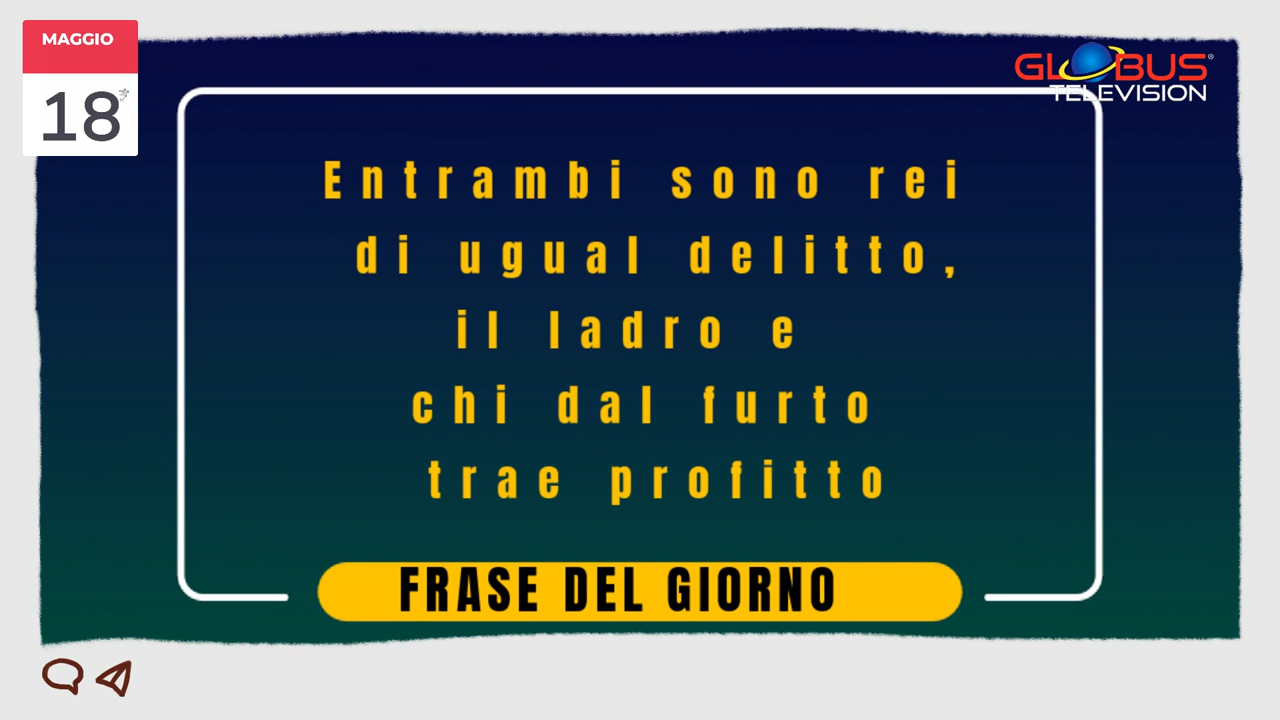 MAGGIO
18
GLOBUS®
TELEVISION
Entrambi sono rei
di ugual delitto,
il ladro e
chi dal furto
trae profitto
FRASE DEL GIORNO